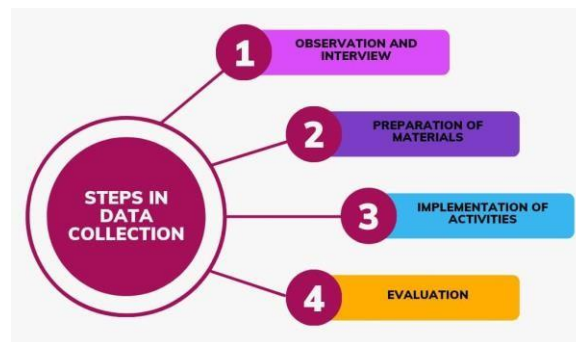 STEPS IN
DATA
COLLECTION
1
OBSERVATION AND
INTERVIEW
2
PREPARATION OF
MATERIALS
3
IMPLEMENTATION OF
ACTIVITIES
4
EVALUATION